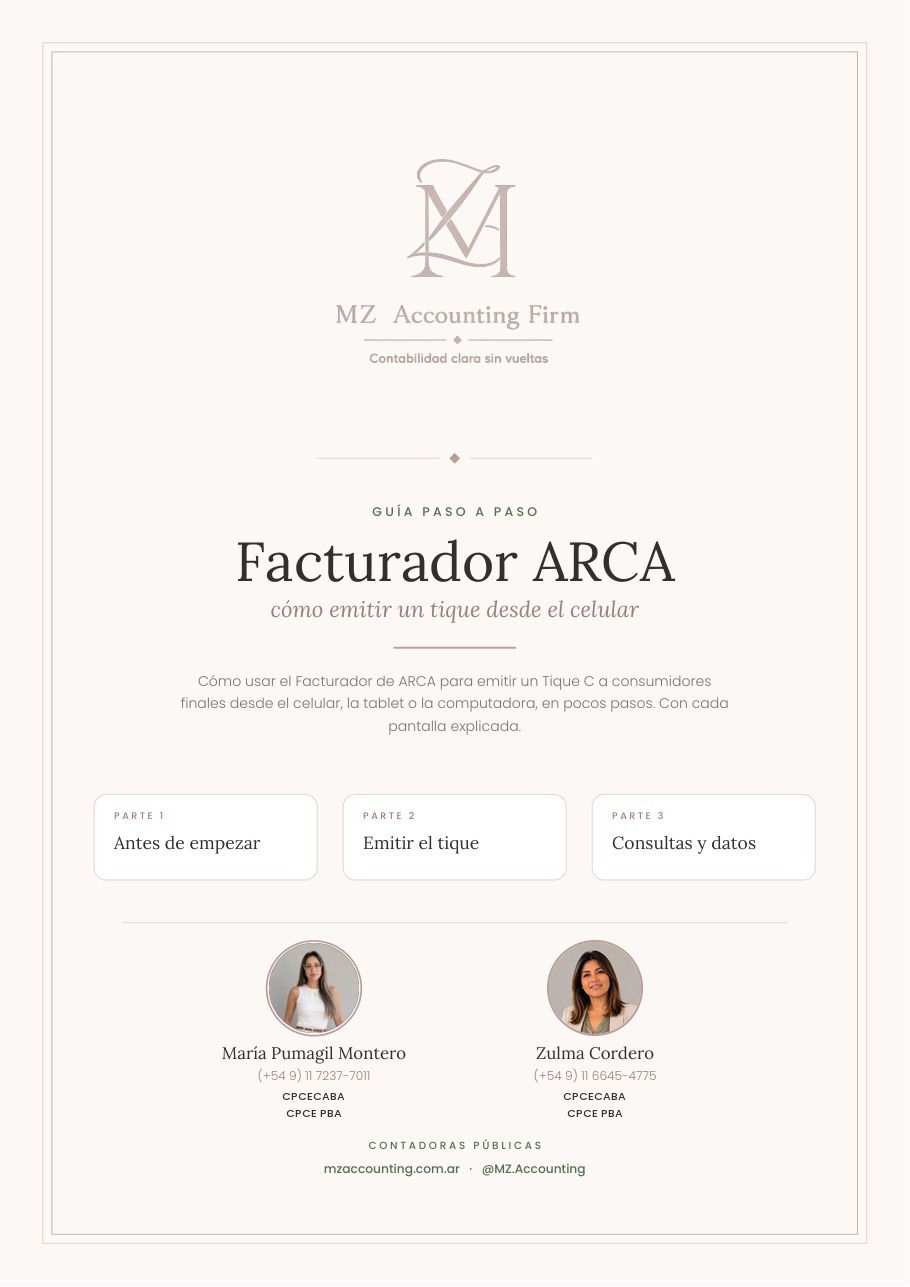 MZ Accounting Firm
Contabilidad clara sin vueltas
GUÍA PASO A PASO
Facturador ARCA
cómo emitir un tique desde el celular
Cómo usar el Facturador de ARCA para emitir un Tique C a consumidores
finales desde el celular, la tablet o la computadora, en pocos pasos. Con cada
pantalla explicada.
PARTE 1
Antes de empezar
PARTE 2
Emitir el tique
PARTE 3
Consultas y datos
María Pumagil Montero
(+54 9) 11 7237-7011
CPCECABA
CPCE PBA
Zulma Cordero
(+54 9) 11 6645-4775
CPCECABA
CPCE PBA
CONTADORAS PÚBLICAS
mzaccounting.com.ar · @MZ.Accounting